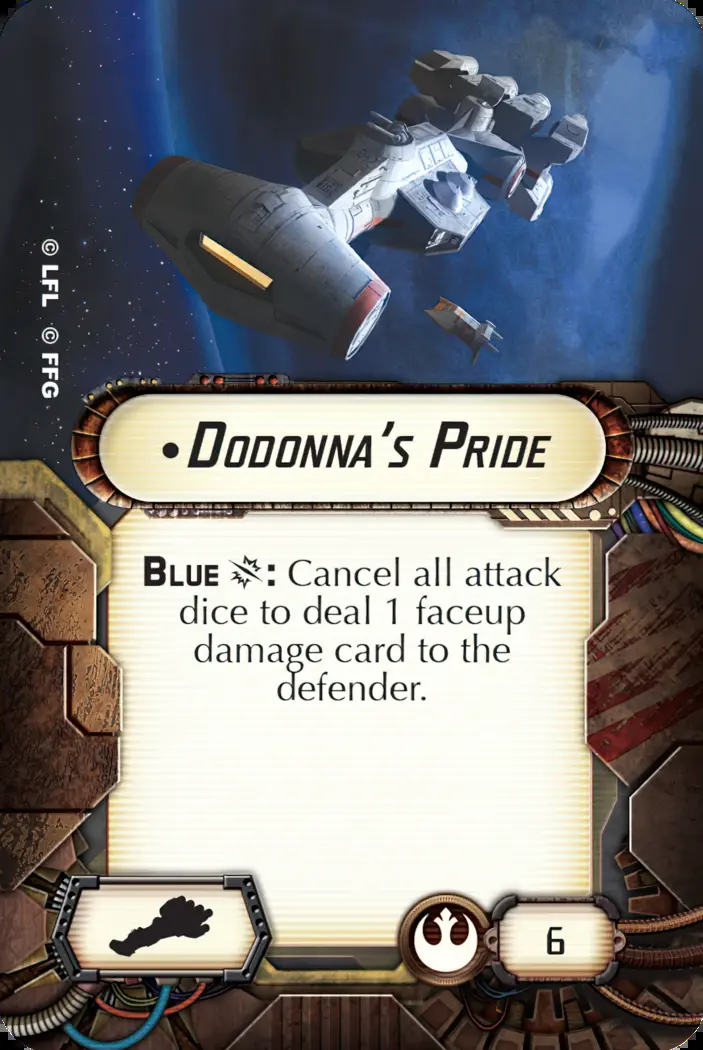 © LFL © FFG
•Dodonna's Pride
Blue : Cancel all attack
dice to deal 1 faceup
damage card to the
defender.
6